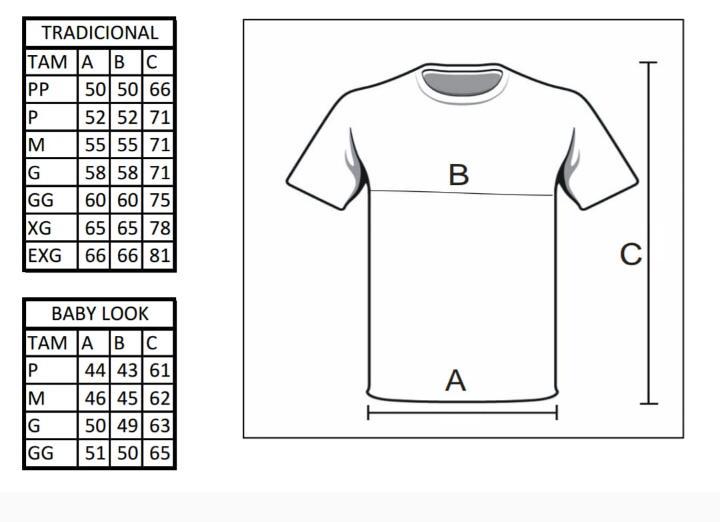 TRADICIONAL
TAM A B C
PP 50 50 66
P 52 52 71
M 55 55 71
G 58 58 71
GG 60 60 75
XG 65 65 78
EXG 66 66 81
BABY LOOK
TAM A B C
P 44 43 61
M 46 45 62
G 50 49 63
GG 51 50 65
B
C
A